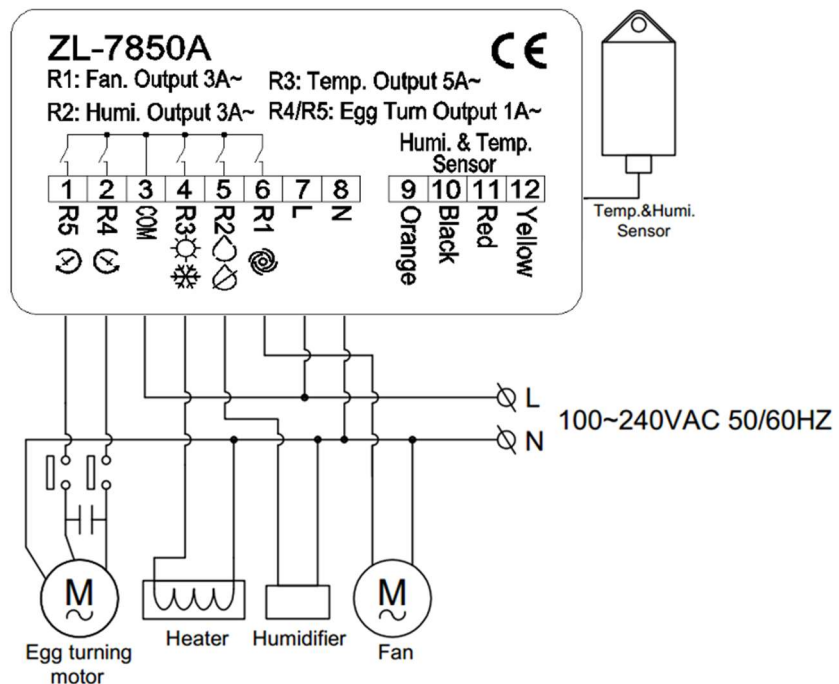 ZL-7850A
CE
R1: Fan. Output 3A~ R3: Temp. Output 5A~
R2: Humi. Output 3A~ R4/R5: Egg Turn Output 1A~
Humi. & Temp.
Sensor
1 2 3 4 5 6 7 8 9 10 11 12
R5 R4 COM R3 R2 R1 L N Orange Black Red Yellow
Temp.&Humi.
Sensor
L
N
100~240VAC 50/60HZ
M
Egg turning
motor
Heater
Humidifier
M
Fan